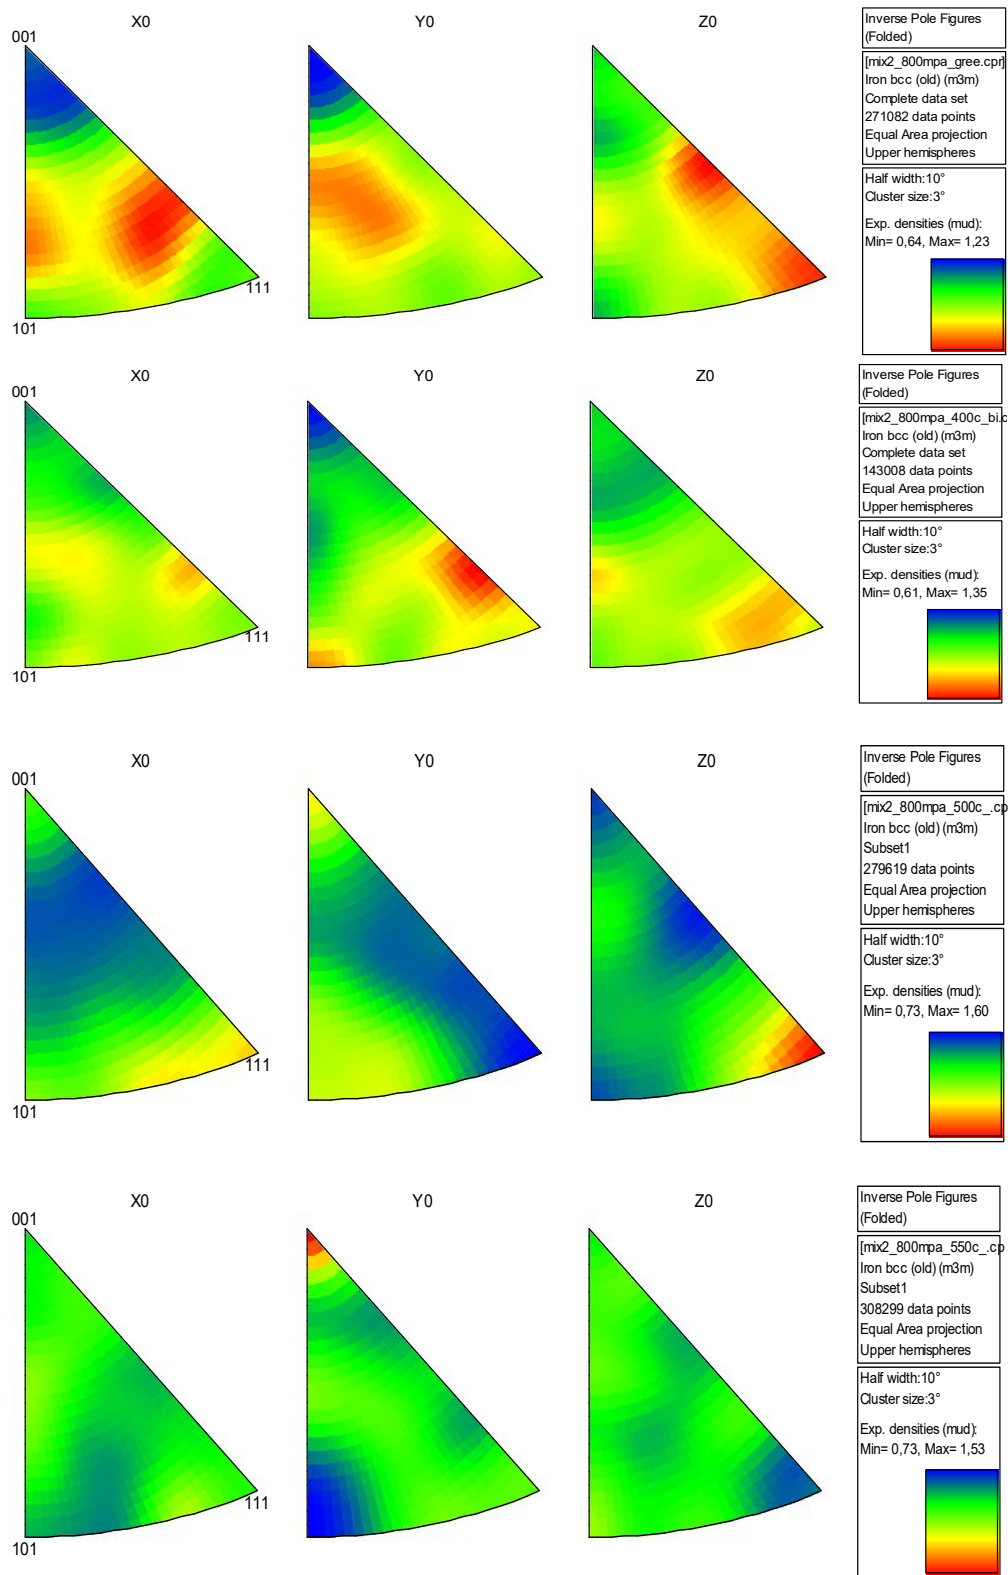 X0
Y0
Z0
001
101
111
Inverse Pole Figures
(Folded)
[mix2_800mpa_gree.cpr]
Iron bcc (old) (m3m)
Complete data set
271082 data points
Equal Area projection
Upper hemispheres
Half width:10°
Cluster size:3°
Exp. densities (mud):
Min= 0,64, Max= 1,23
X0
Y0
Z0
001
101
111
Inverse Pole Figures
(Folded)
[mix2_800mpa_400c_bi.c
Iron bcc (old) (m3m)
Complete data set
143008 data points
Equal Area projection
Upper hemispheres
Half width:10°
Cluster size:3°
Exp. densities (mud):
Min= 0,61, Max= 1,35
X0
Y0
Z0
001
101
111
Inverse Pole Figures
(Folded)
[mix2_800mpa_500c_.cp
Iron bcc (old) (m3m)
Subset1
279619 data points
Equal Area projection
Upper hemispheres
Half width:10°
Cluster size:3°
Exp. densities (mud):
Min= 0,73, Max= 1,60
X0
Y0
Z0
001
101
111
Inverse Pole Figures
(Folded)
[mix2_800mpa_550c_.cp
Iron bcc (old) (m3m)
Subset1
308299 data points
Equal Area projection
Upper hemispheres
Half width:10°
Cluster size:3°
Exp. densities (mud):
Min= 0,73, Max= 1,53